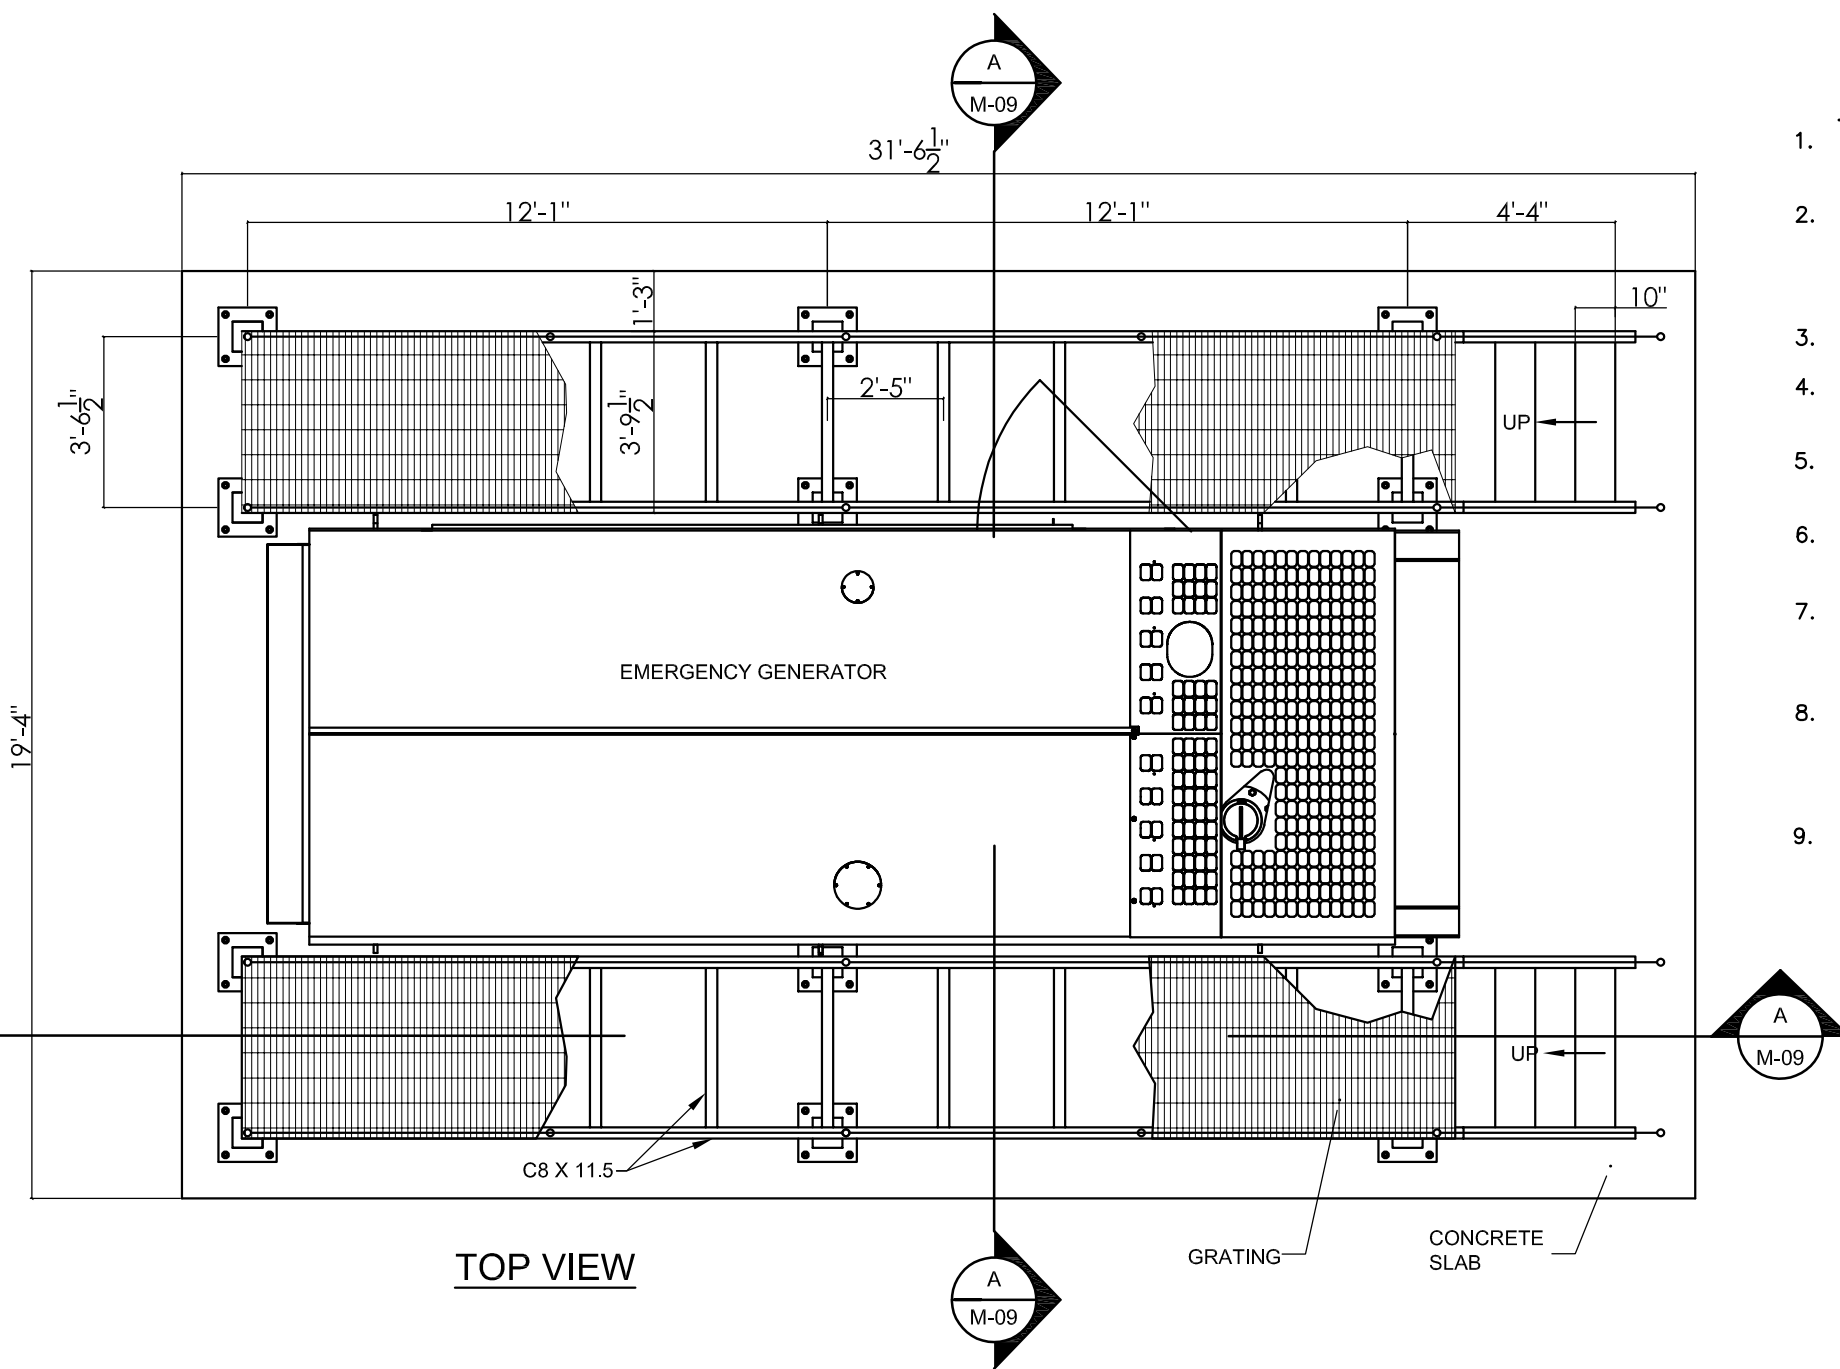 A
M-09
31'-6 1/2"
12'-1"
12'-1"
4'-4"
1.
2.
10"
1'-3"
3.
2'-5"
4.
3'-6 1/2"
3'-9 1/2"
UP
5.
6.
7.
EMERGENCY GENERATOR
8.
19'-4"
9.
A
M-09
UP
C8 X 11.5
GRATING
CONCRETE
SLAB
TOP VIEW
A
M-09